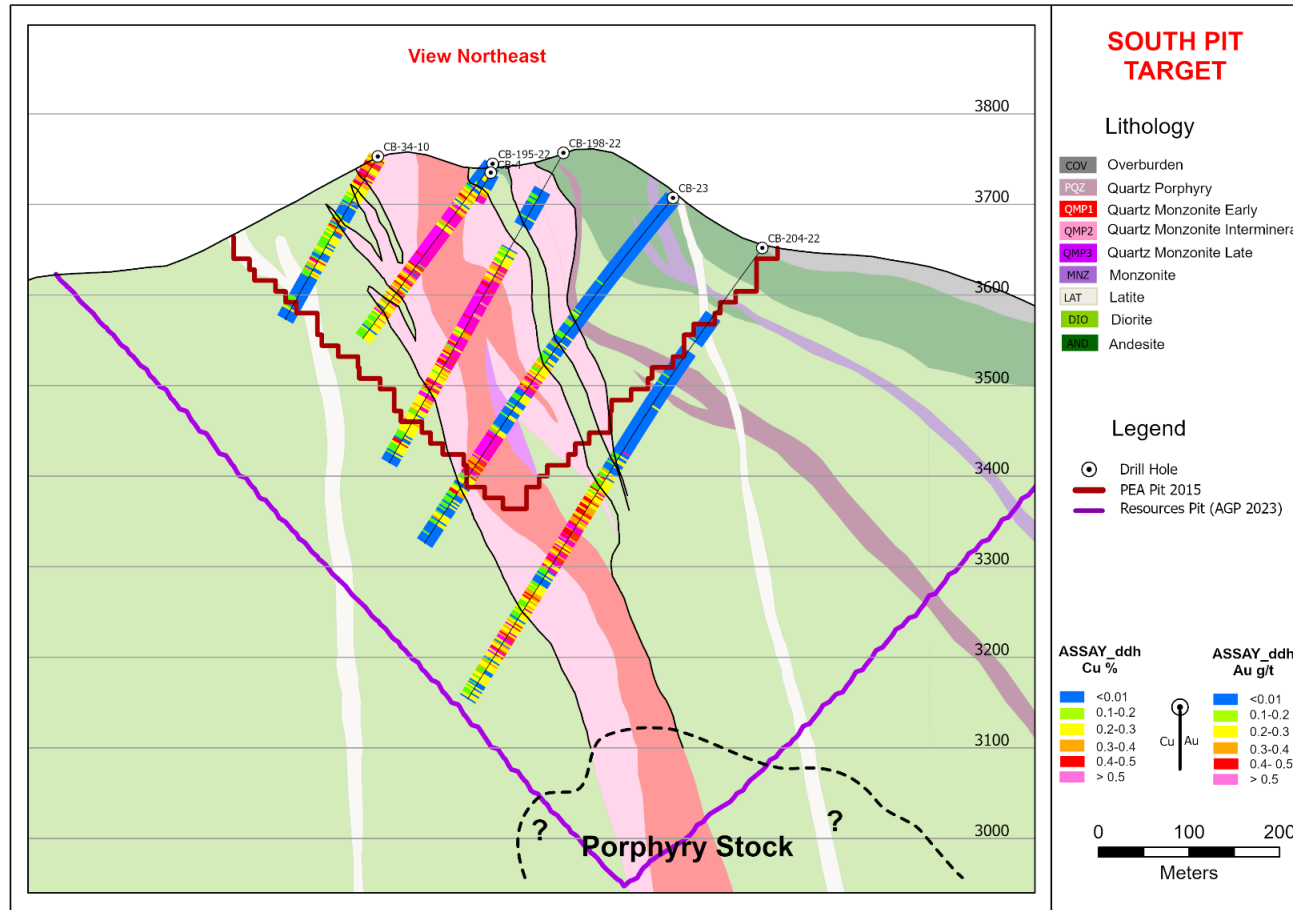 View Northeast
3800
3700
3600
3500
3400
3300
3200
3100
3000
CB-34-10
CB-195-22
CB-4
CB-198-22
CB-23
CB-204-22
?
Porphyry Stock
?
SOUTH PIT
TARGET
Lithology
COV Overburden
PQZ Quartz Porphyry
QMP1 Quartz Monzonite Early
QMP2 Quartz Monzonite Interminera
QMP3 Quartz Monzonite Late
MNZ Monzonite
LAT Latite
DIO Diorite
AND Andesite
Legend
Drill Hole
PEA Pit 2015
Resources Pit (AGP 2023)
ASSAY_ddh
Cu %
<0.01
0.1-0.2
0.2-0.3
0.3-0.4
0.4-0.5
> 0.5
Cu Au
ASSAY_ddh
Au g/t
<0.01
0.1-0.2
0.2-0.3
0.3-0.4
0.4- 0.5
> 0.5
0 100 200
Meters